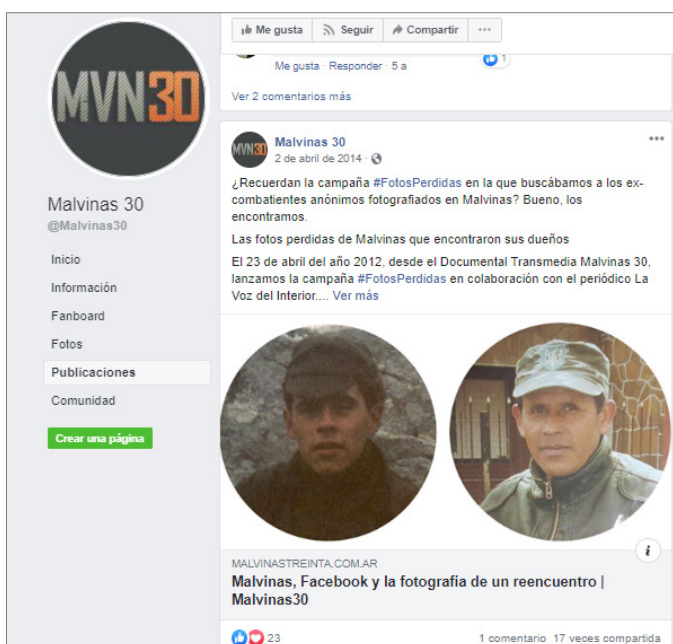 MVN30
Malvinas 30
@Malvinas30
Inicio
Información
Fanboard
Fotos
Publicaciones
Comunidad
Crear una página
Me gusta Seguir Compartir ···
Me gusta · Responder · 5 a 1
Ver 2 comentarios más
MVN30
Malvinas 30
2 de abril de 2014 ·
¿Recuerdan la campaña #FotosPerdidas en la que buscábamos a los ex-
combatientes anónimos fotografiados en Malvinas? Bueno, los
encontramos.
Las fotos perdidas de Malvinas que encontraron sus dueños
El 23 de abril del año 2012, desde el Documental Transmedia Malvinas 30,
lanzamos la campaña #FotosPerdidas en colaboración con el periódico La
Voz del Interior.... Ver más
i
MALVINASTREINTA.COM.AR
Malvinas, Facebook y la fotografía de un reencuentro |
Malvinas30
23 1 comentario 17 veces compartida